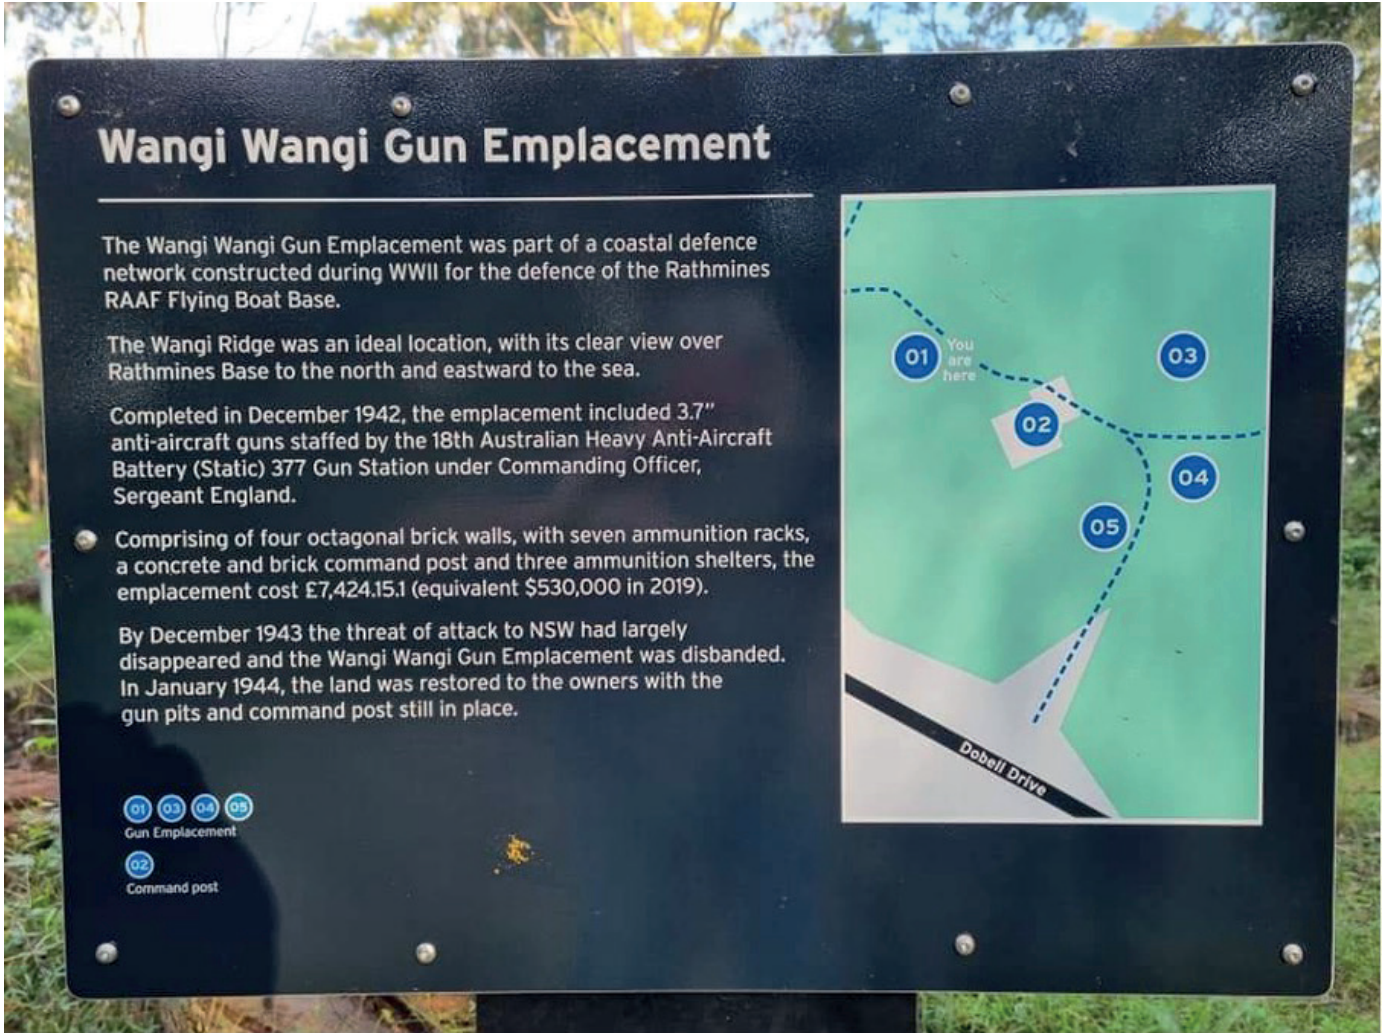 Wangi Wangi Gun Emplacement
The Wangi Wangi Gun Emplacement was part of a coastal defence
network constructed during WWII for the defence of the Rathmines
RAAF Flying Boat Base.
The Wangi Ridge was an ideal location, with its clear view over
Rathmines Base to the north and eastward to the sea.
Completed in December 1942, the emplacement included 3.7"
anti-aircraft guns staffed by the 18th Australian Heavy Anti-Aircraft
Battery (Static) 377 Gun Station under Commanding Officer,
Sergeant England.
Comprising of four octagonal brick walls, with seven ammunition racks,
a concrete and brick command post and three ammunition shelters, the
emplacement cost £7,424.15.1 (equivalent $530,000 in 2019).
By December 1943 the threat of attack to NSW had largely
disappeared and the Wangi Wangi Gun Emplacement was disbanded.
In January 1944, the land was restored to the owners with the
gun pits and command post still in place.
01 03 04 05
Gun Emplacement
02
Command post
01
You
are
here
03
02
04
05
Dobell Drive